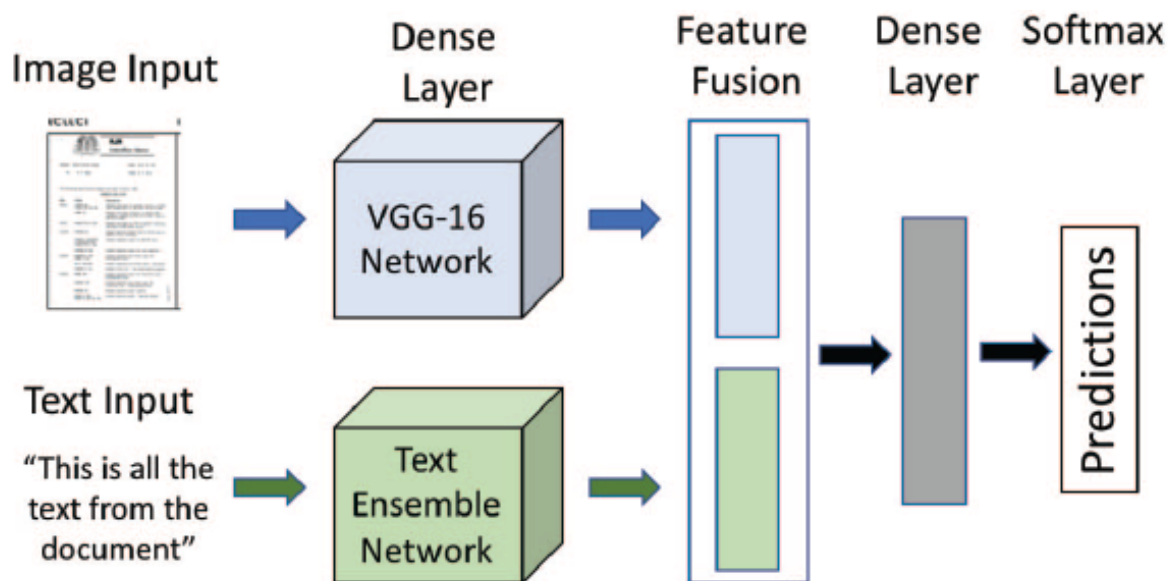 Image Input
Dense
Layer
Feature
Fusion
Dense
Layer
Softmax
Layer
VGG-16
Network
Predictions
Text Input
"This is all the
text from the
document"
Text
Ensemble
Network